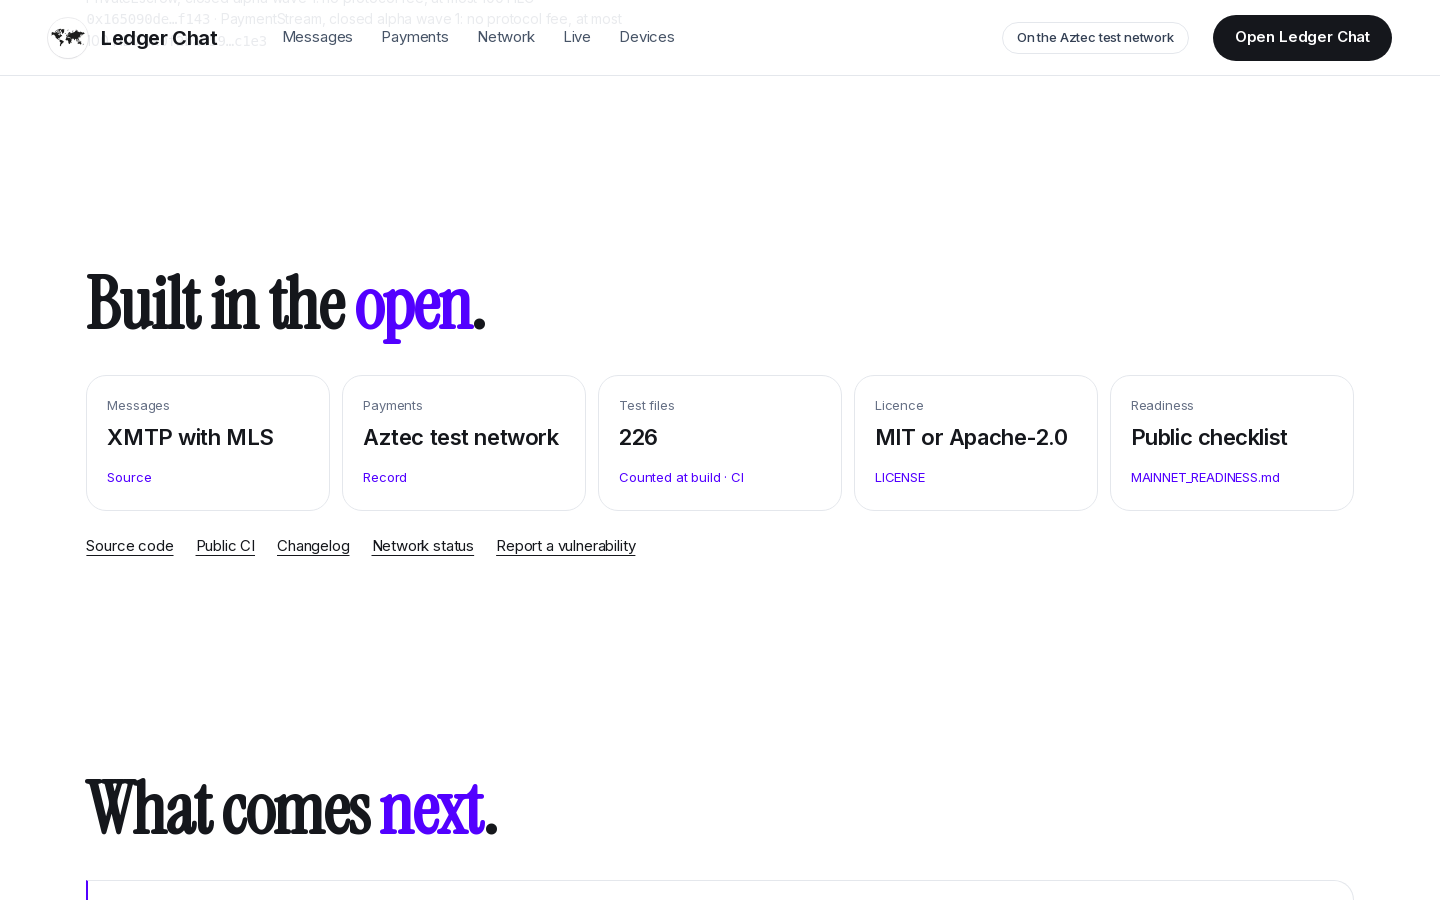 0x165090de…f143 · PaymentStream, closed alpha wave 1: no protocol fee, at most
Ledger Chat
Messages
Payments
Network
Live
Devices
On the Aztec test network
Open Ledger Chat
Built in the open.
Messages
XMTP with MLS
Source
Payments
Aztec test network
Record
Test files
226
Counted at build · CI
Licence
MIT or Apache-2.0
LICENSE
Readiness
Public checklist
MAINNET_READINESS.md
Source code
Public CI
Changelog
Network status
Report a vulnerability
What comes next.